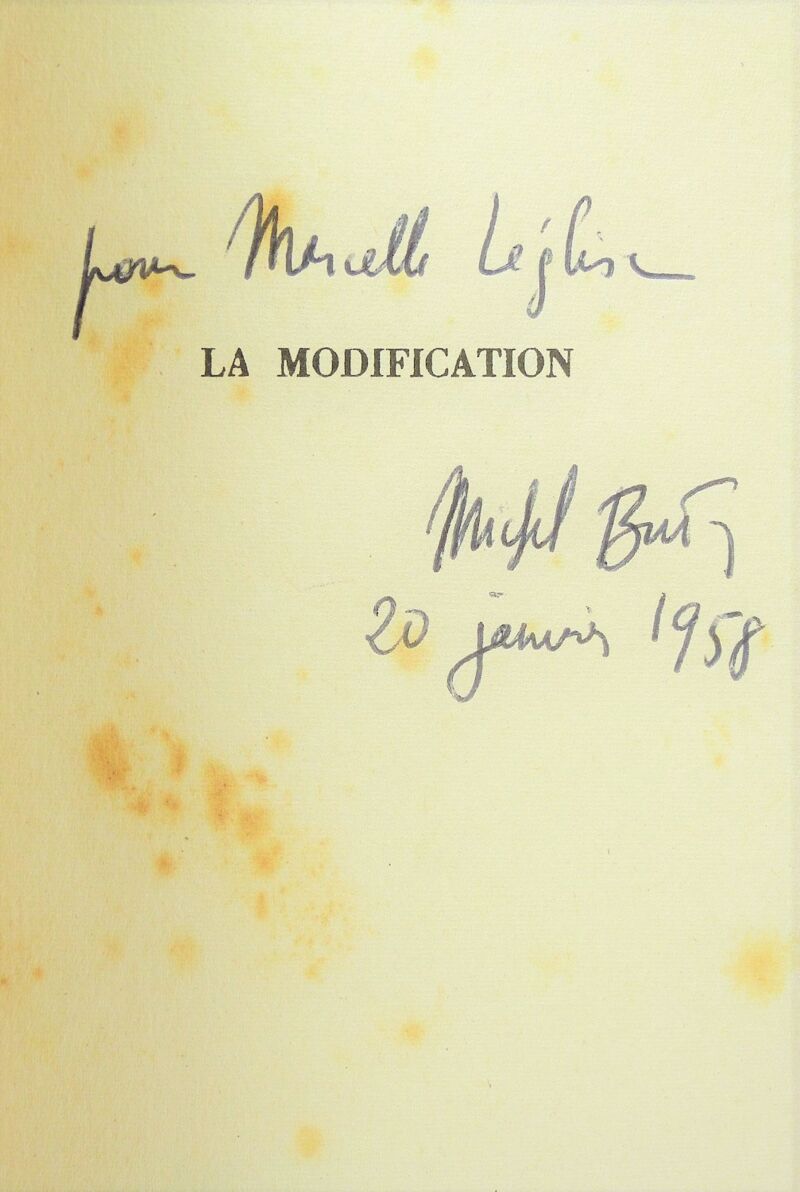 pour Marcelle Léglise
LA MODIFICATION
Michel Butor
20 janvier 1958